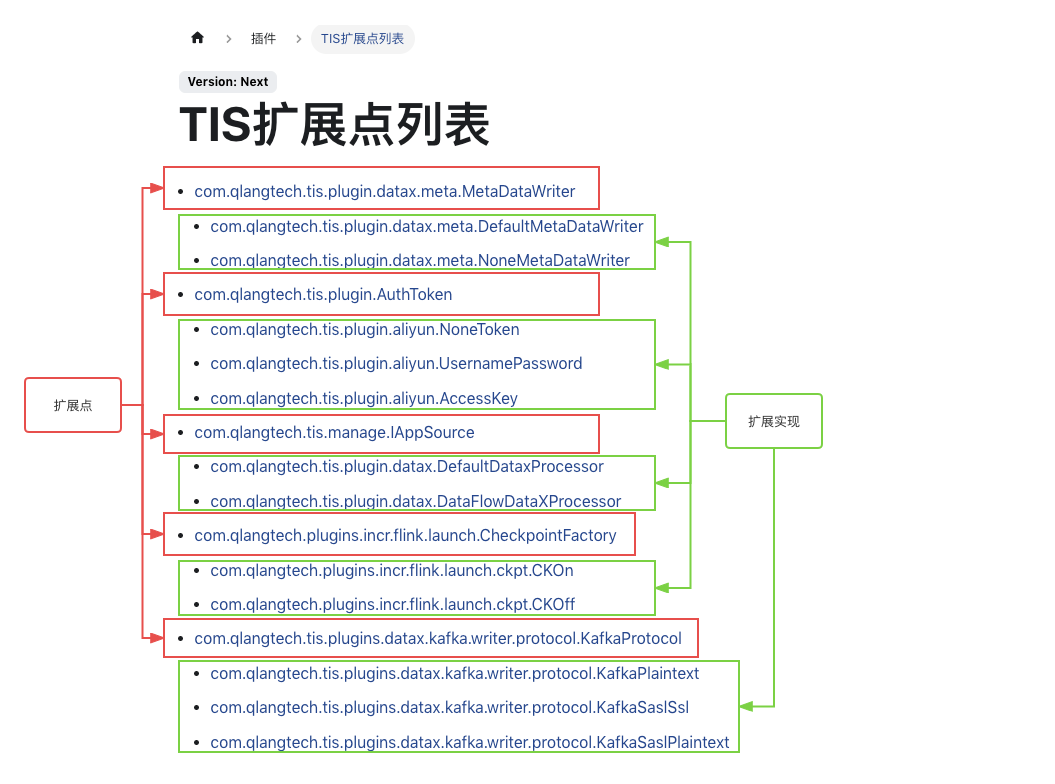 插件
TIS扩展点列表
Version: Next
TIS扩展点列表
com.qlangtech.tis.plugin.datax.meta.MetaDataWriter
com.qlangtech.tis.plugin.datax.meta.DefaultMetaDataWriter
com.qlangtech.tis.plugin.datax.meta.NoneMetaDataWriter
com.qlangtech.tis.plugin.AuthToken
com.qlangtech.tis.plugin.aliyun.NoneToken
com.qlangtech.tis.plugin.aliyun.UsernamePassword
com.qlangtech.tis.plugin.aliyun.AccessKey
扩展点
扩展实现
com.qlangtech.tis.manage.IAppSource
com.qlangtech.tis.plugin.datax.DefaultDataxProcessor
com.qlangtech.tis.plugin.datax.DataFlowDataXProcessor
com.qlangtech.plugins.incr.flink.launch.CheckpointFactory
com.qlangtech.plugins.incr.flink.launch.ckpt.CKOn
com.qlangtech.plugins.incr.flink.launch.ckpt.CKOff
com.qlangtech.tis.plugins.datax.kafka.writer.protocol.KafkaProtocol
com.qlangtech.tis.plugins.datax.kafka.writer.protocol.KafkaPlaintext
com.qlangtech.tis.plugins.datax.kafka.writer.protocol.KafkaSaslSsl
com.qlangtech.tis.plugins.datax.kafka.writer.protocol.KafkaSaslPlaintext